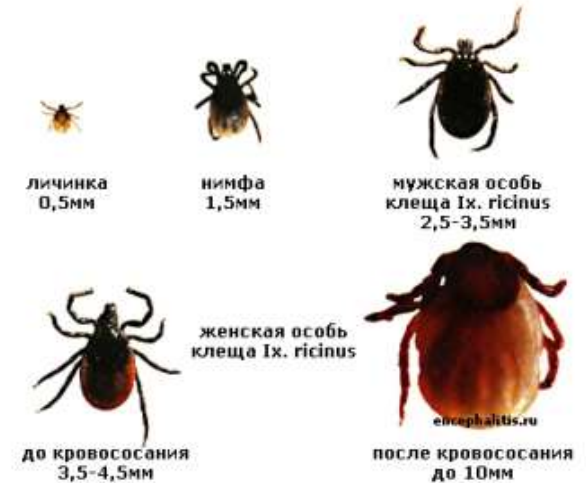 личинка
0,5мм
нимфа
1,5мм
мужская особь
клеща Ix. ricinus
2,5-3,5мм
женская особь
клеща Ix. ricinus
encephalitis.ru
до кровососания
3,5-4,5мм
после кровососания
до 10мм